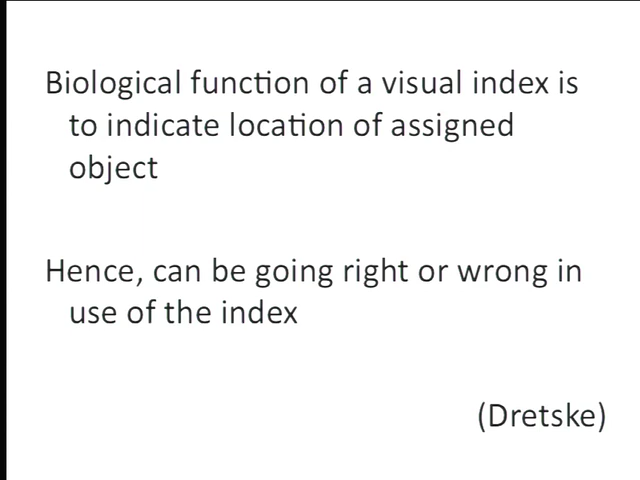 Biological function of a visual index is
to indicate location of assigned
object
Hence, can be going right or wrong in
use of the index
(Dretske)